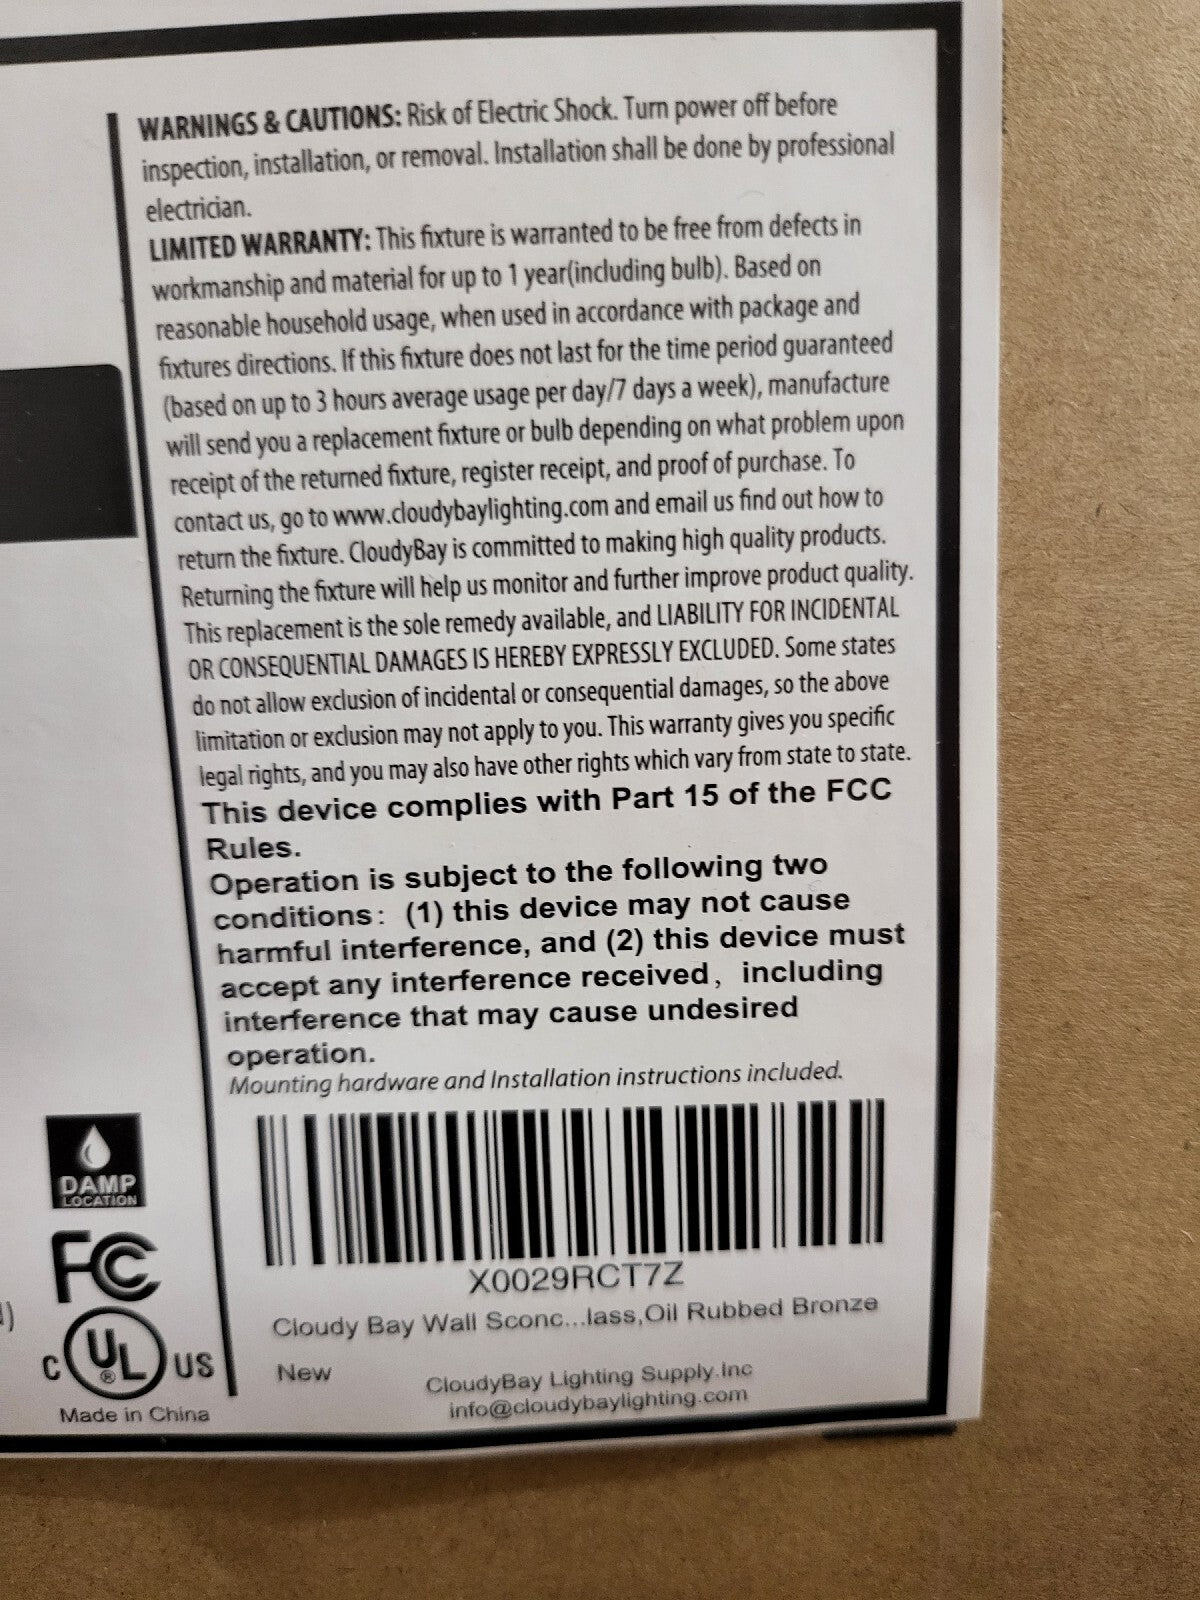 WARNINGS & CAUTIONS: Risk of Electric Shock. Turn power off before
inspection, installation, or removal. Installation shall be done by professional
electrician.
LIMITED WARRANTY: This fixture is warranted to be free from defects in
workmanship and material for up to 1 year(including bulb). Based on
reasonable household usage, when used in accordance with package and
fixtures directions. If this fixture does not last for the time period guaranteed
(based on up to 3 hours average usage per day/7 days a week), manufacture
will send you a replacement fixture or bulb depending on what problem upon
receipt of the returned fixture, register receipt, and proof of purchase. To
contact us, go to www.cloudybaylighting.com and email us find out how to
return the fixture. CloudyBay is committed to making high quality products.
Returning the fixture will help us monitor and further improve product quality.
This replacement is the sole remedy available, and LIABILITY FOR INCIDENTAL
OR CONSEQUENTIAL DAMAGES IS HEREBY EXPRESSLY EXCLUDED. Some states
do not allow exclusion of incidental or consequential damages, so the above
limitation or exclusion may not apply to you. This warranty gives you specific
legal rights, and you may also have other rights which vary from state to state.
This device complies with Part 15 of the FCC
Rules.
Operation is subject to the following two
conditions: (1) this device may not cause
harmful interference, and (2) this device must
accept any interference received, including
interference that may cause undesired
operation.
Mounting hardware and Installation instructions included.
DAMP
LOCATION
FC
)
C UL® US
Made in China
X0029RCT7Z
Cloudy Bay Wall Sconc...lass,Oil Rubbed Bronze
New
CloudyBay Lighting Supply.Inc
info@cloudybaylighting.com